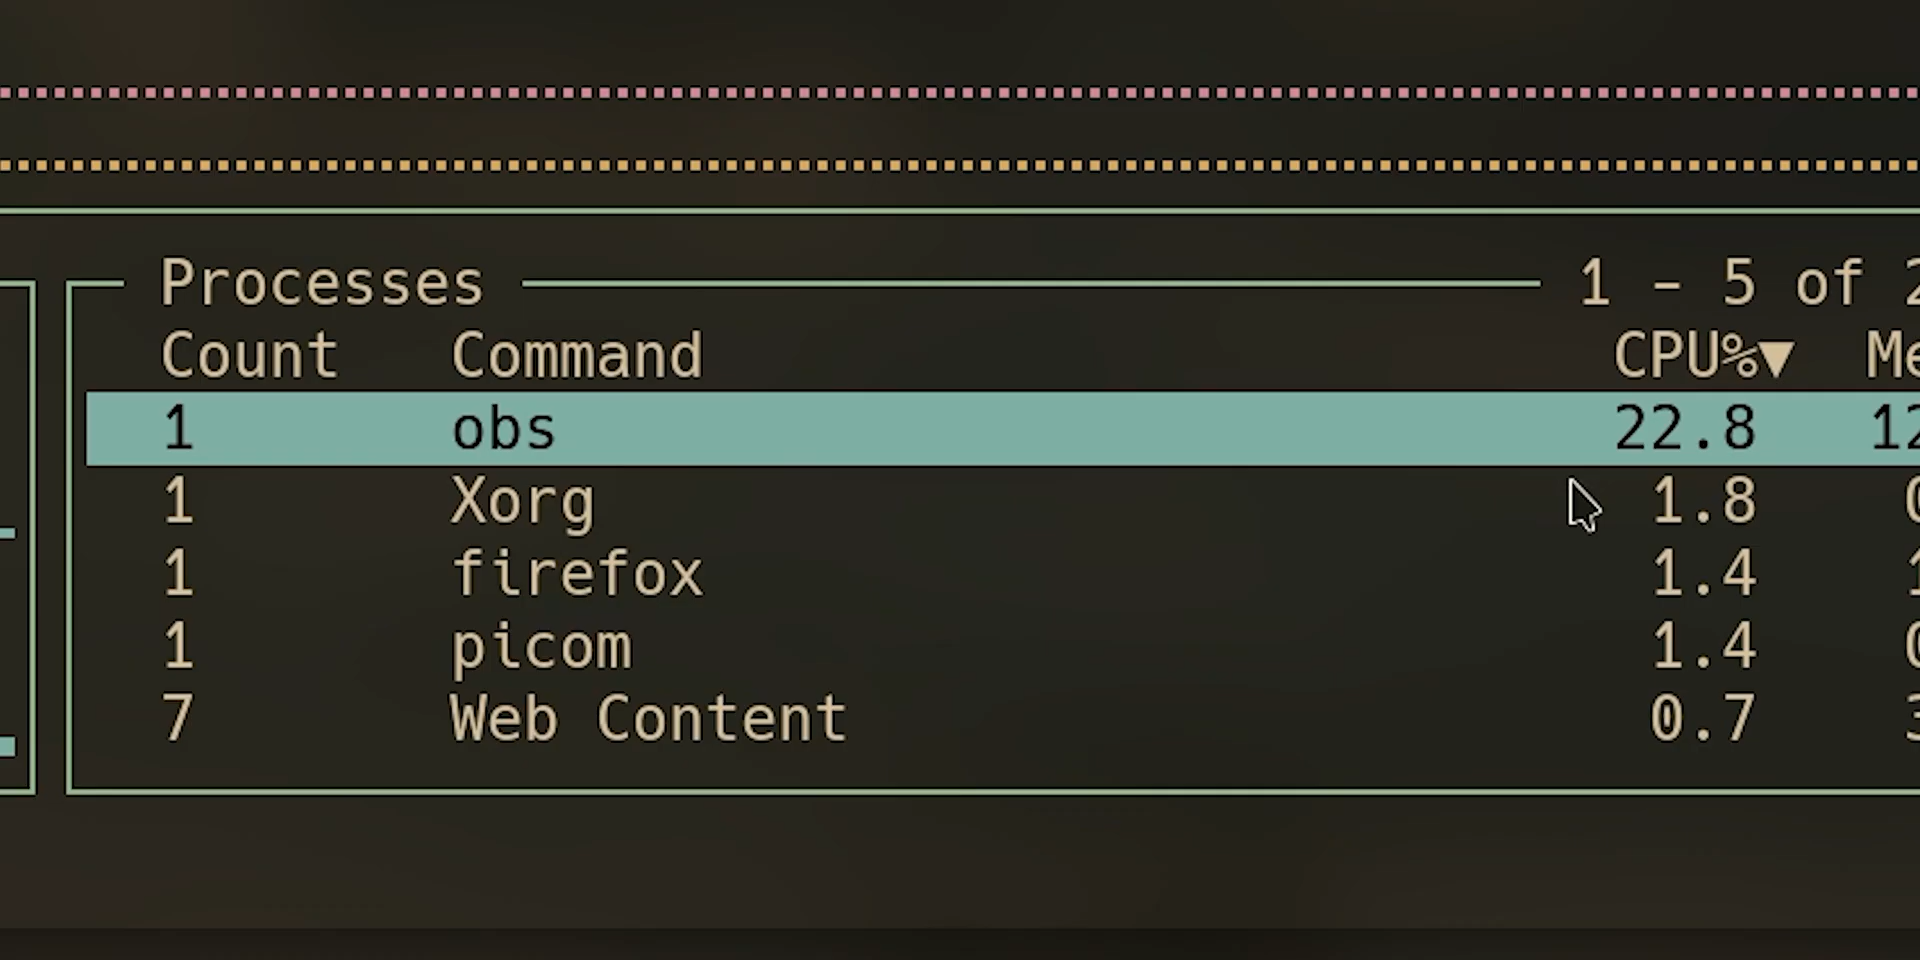 Processes 1 - 5 of
Count Command CPU%▼
1 obs 22.8
1 Xorg 1.8
1 firefox 1.4
1 picom 1.4
7 Web Content 0.7